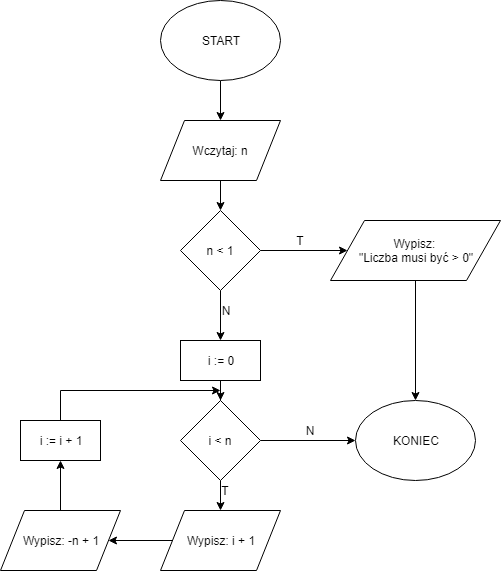 START
Wczytaj: n
n < 1
T
Wypisz:
"Liczba musi być > 0"
N
i := 0
i := i + 1
i < n
N
KONIEC
T
Wypisz: -n + 1
Wypisz: i + 1